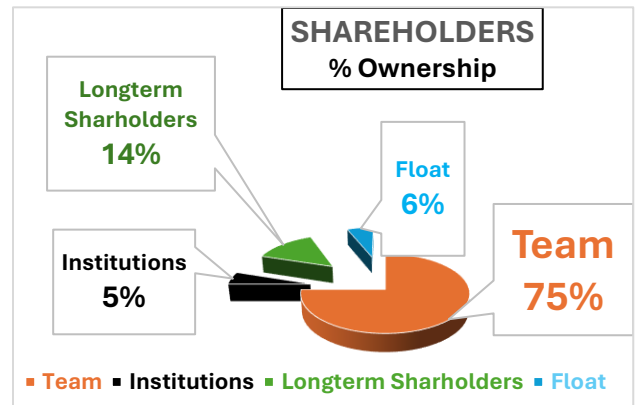 SHAREHOLDERS
% Ownership
Longterm
Sharholders
14%
Float
6%
Team
75%
Institutions
5%
Team
Institutions
Longterm Sharholders
Float